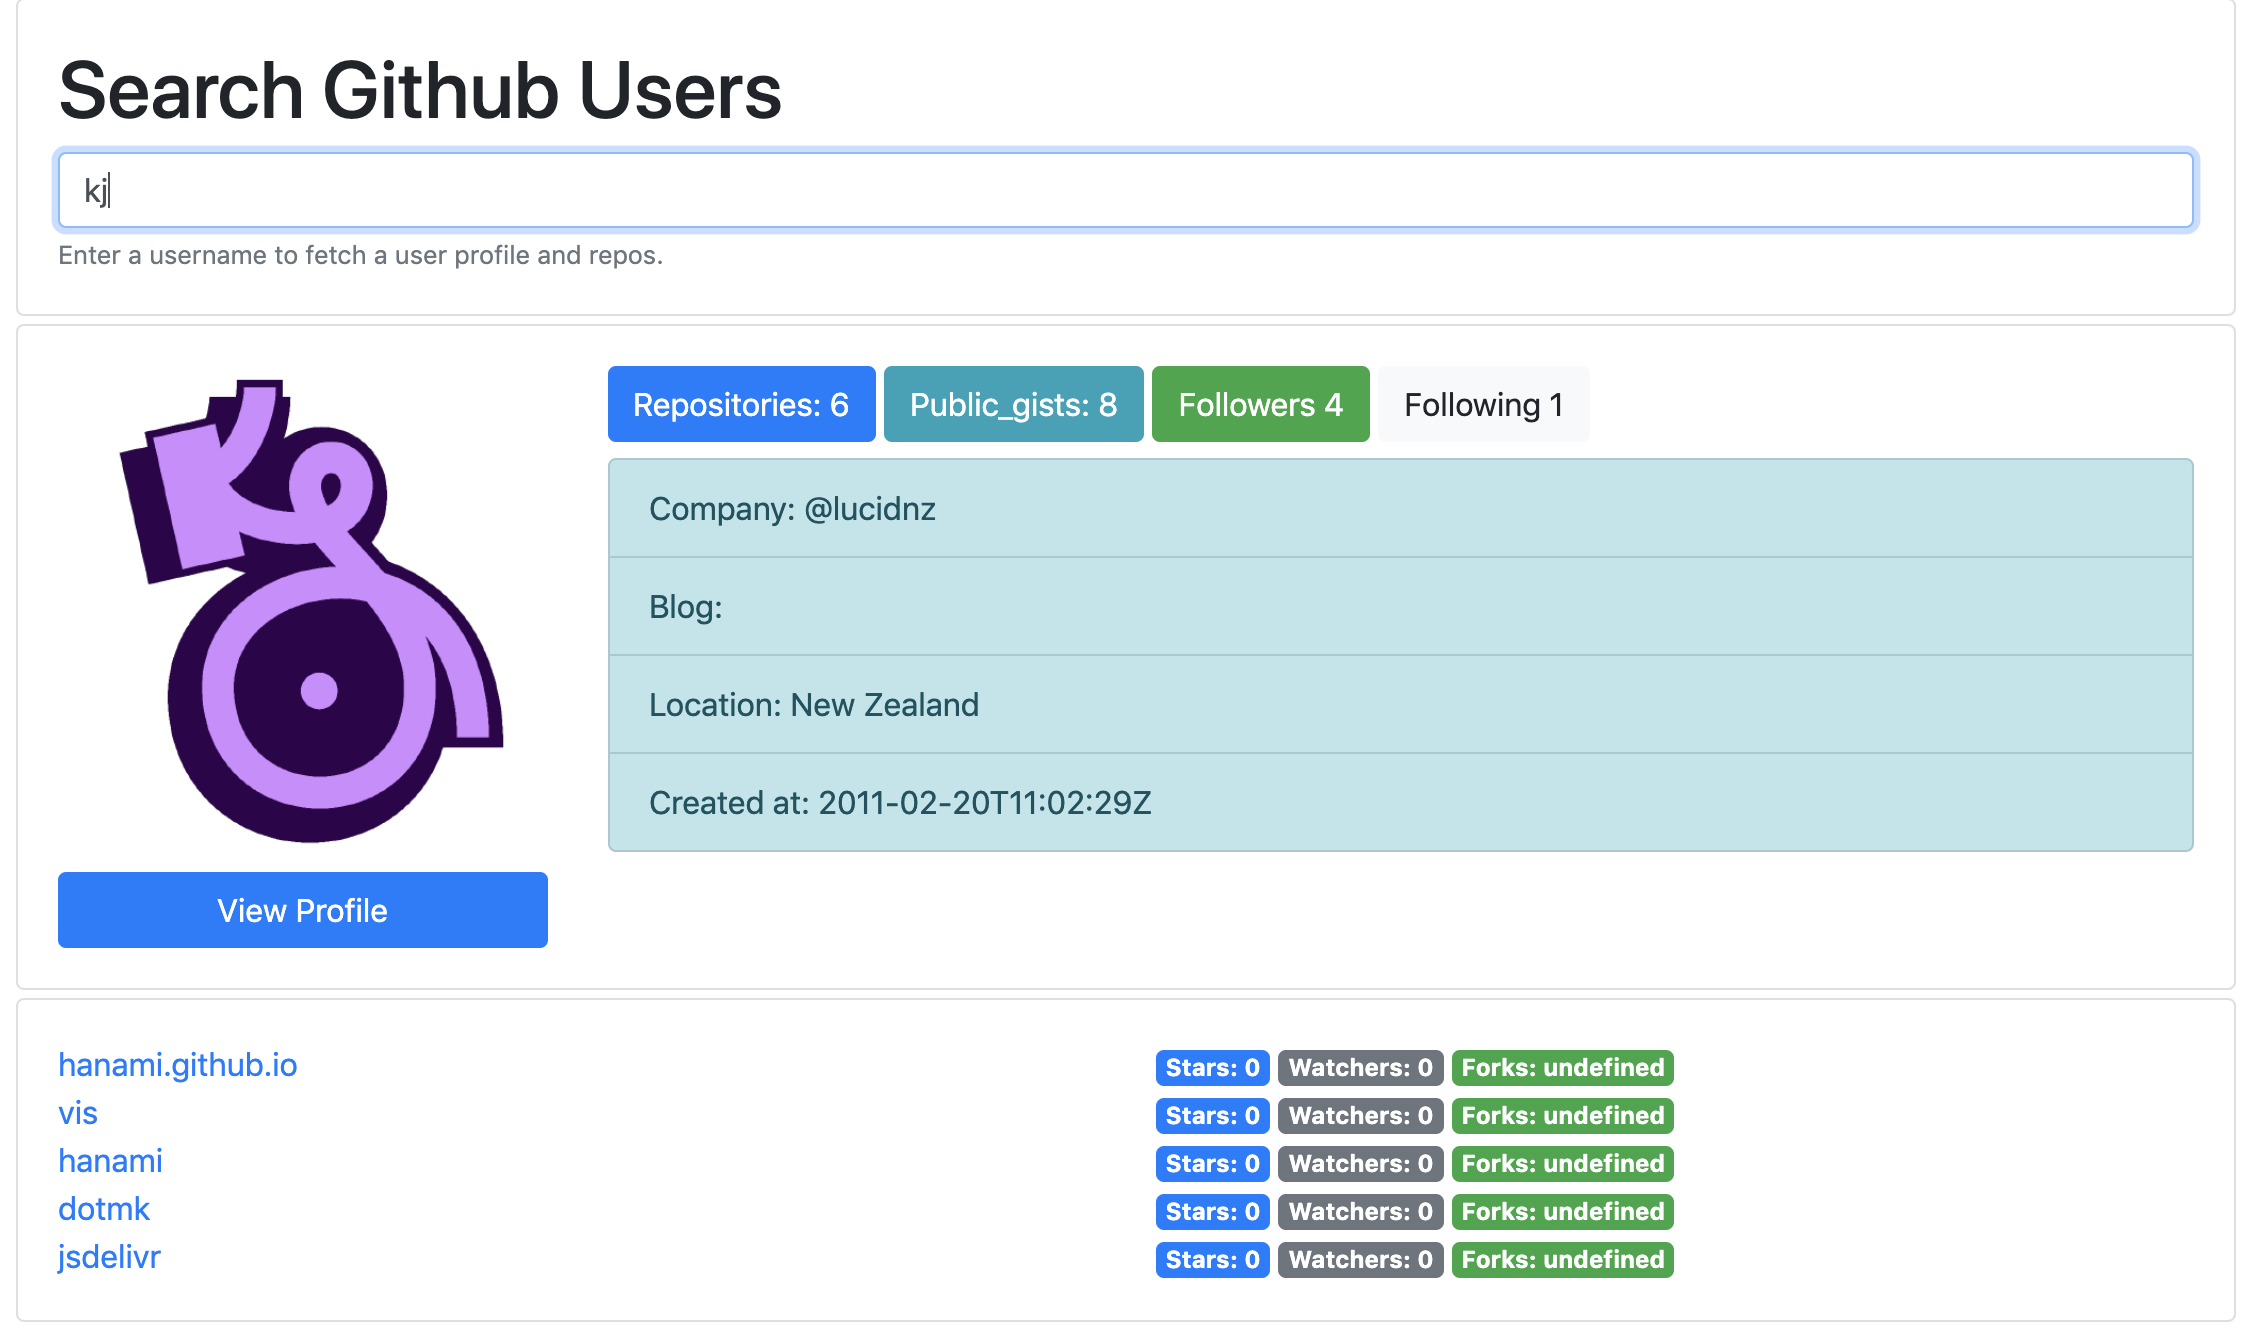 Search Github Users
kj
Enter a username to fetch a user profile and repos.
Repositories: 6 Public_gists: 8 Followers 4 Following 1
Company: @lucidnz
Blog:
Location: New Zealand
Created at: 2011-02-20T11:02:29Z
View Profile
hanami.github.io Stars: 0 Watchers: 0 Forks: undefined
vis Stars: 0 Watchers: 0 Forks: undefined
hanami Stars: 0 Watchers: 0 Forks: undefined
dotmk Stars: 0 Watchers: 0 Forks: undefined
jsdelivr Stars: 0 Watchers: 0 Forks: undefined